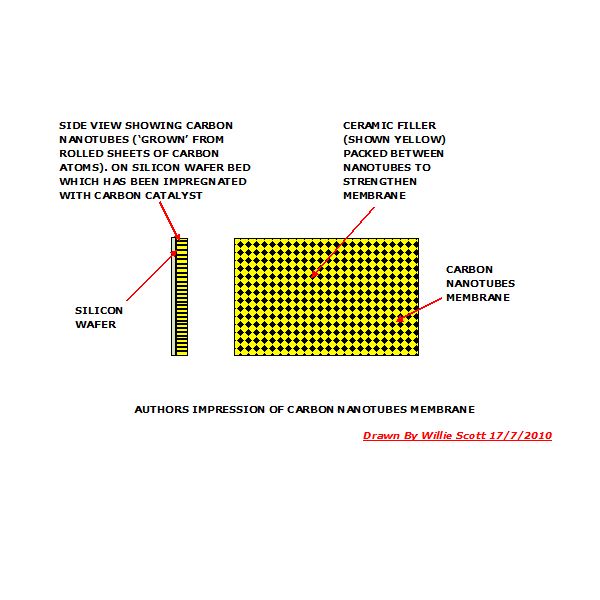 SIDE VIEW SHOWING CARBON
NANOTUBES (‘GROWN’ FROM
ROLLED SHEETS OF CARBON
ATOMS). ON SILICON WAFER BED
WHICH HAS BEEN IMPREGNATED
WITH CARBON CATALYST
CERAMIC FILLER
(SHOWN YELLOW)
PACKED BETWEEN
NANOTUBES TO
STRENGTHEN
MEMBRANE
CARBON
NANOTUBES
MEMBRANE
SILICON
WAFER
AUTHORS IMPRESSION OF CARBON NANOTUBES MEMBRANE
Drawn By Willie Scott 17/7/2010